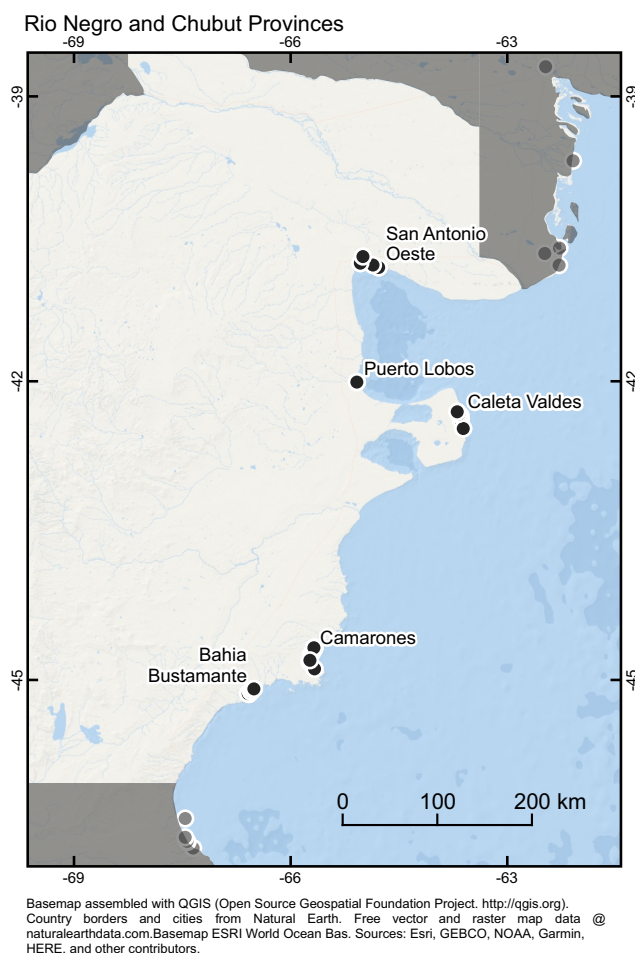 Rio Negro and Chubut Provinces
-69 -66 -63
-39 -39
San Antonio
Oeste
Puerto Lobos
-42 -42
Caleta Valdes
Camarones
Bahia
Bustamante
-45 -45
0 100 200 km
-69 -66 -63
Basemap assembled with QGIS (Open Source Geospatial Foundation Project. http://qgis.org).
Country borders and cities from Natural Earth. Free vector and raster map data @
naturalearthdata.com.Basemap ESRI World Ocean Bas. Sources: Esri, GEBCO, NOAA, Garmin,
HERE, and other contributors.